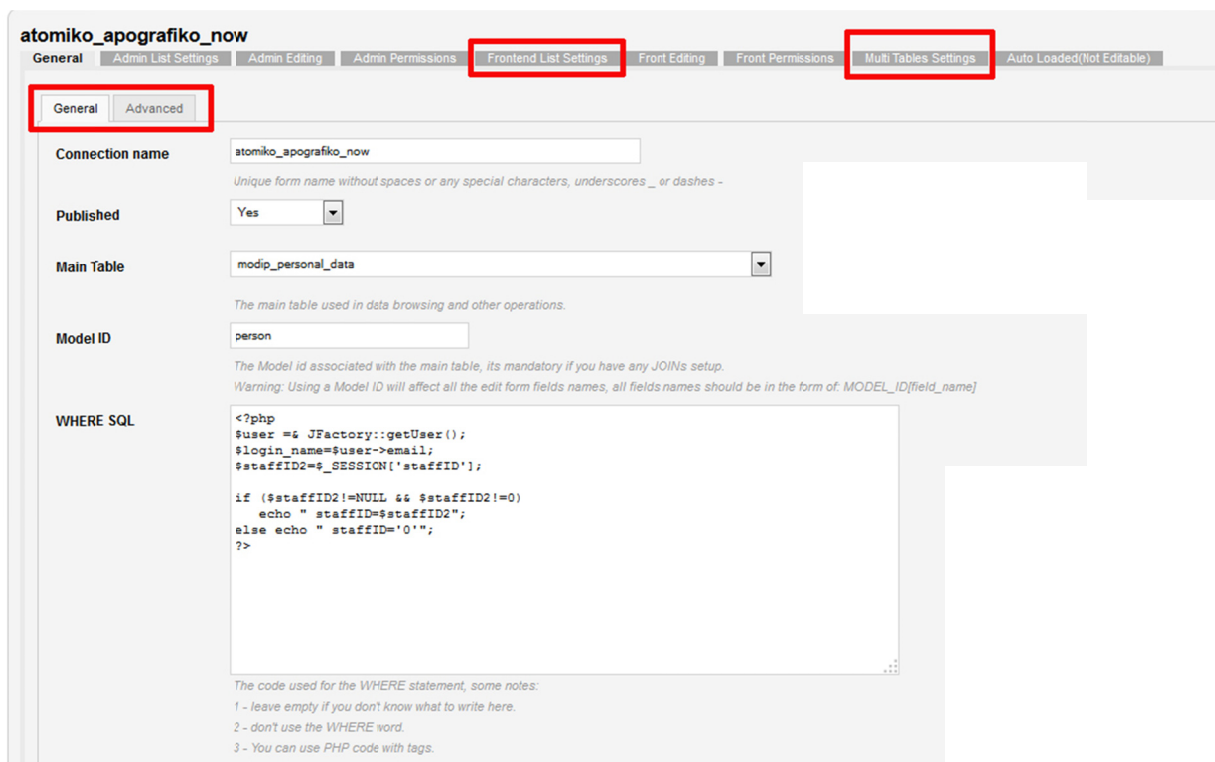 atomiko_apografiko_now
General Admin List Settings Admin Editing Admin Permissions Frontend List Settings Front Editing Front Permissions Multi Tables Settings Auto Loaded(Not Editable)
General Advanced
Connection name atomiko_apografiko_now
Unique form name without spaces or any special characters, underscores _ or dashes -
Published Yes
Main Table modip_personal_data
The main table used in data browsing and other operations.
Model ID person
The Model id associated with the main table, its mandatory if you have any JOINs setup.
Warning: Using a Model ID will affect all the edit form fields names, all fields names should be in the form of: MODEL_ID[field_name]
WHERE SQL <?php
$user =& JFactory::getUser();
$login_name=$user->email;
$staffID2=$_SESSION['staffID'];
if ($staffID2!=NULL && $staffID2!=0)
echo " staffID=$staffID2";
else echo " staffID='0'";
?>
The code used for the WHERE statement, some notes:
1 - leave empty if you don't know what to write here.
2 - don't use the WHERE word.
3 - You can use PHP code with tags.